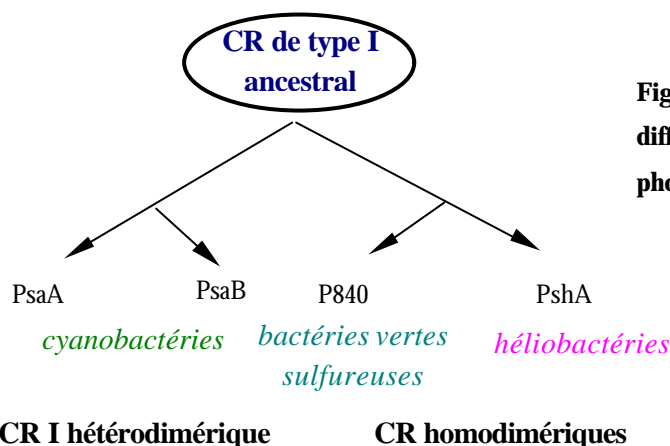 CR de type I
ancestral
Fig
diff
pho
PsaA PsaB P840 PshA
cyanobactéries bactéries vertes héliobactéries
sulfureuses
CR I hétérodimérique CR homodimériques